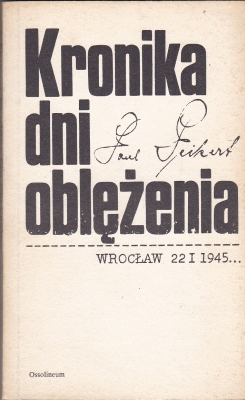 Kronika
dni
Paul Peikert
oblężenia
WROCŁAW 22 I 1945...
Ossolineum